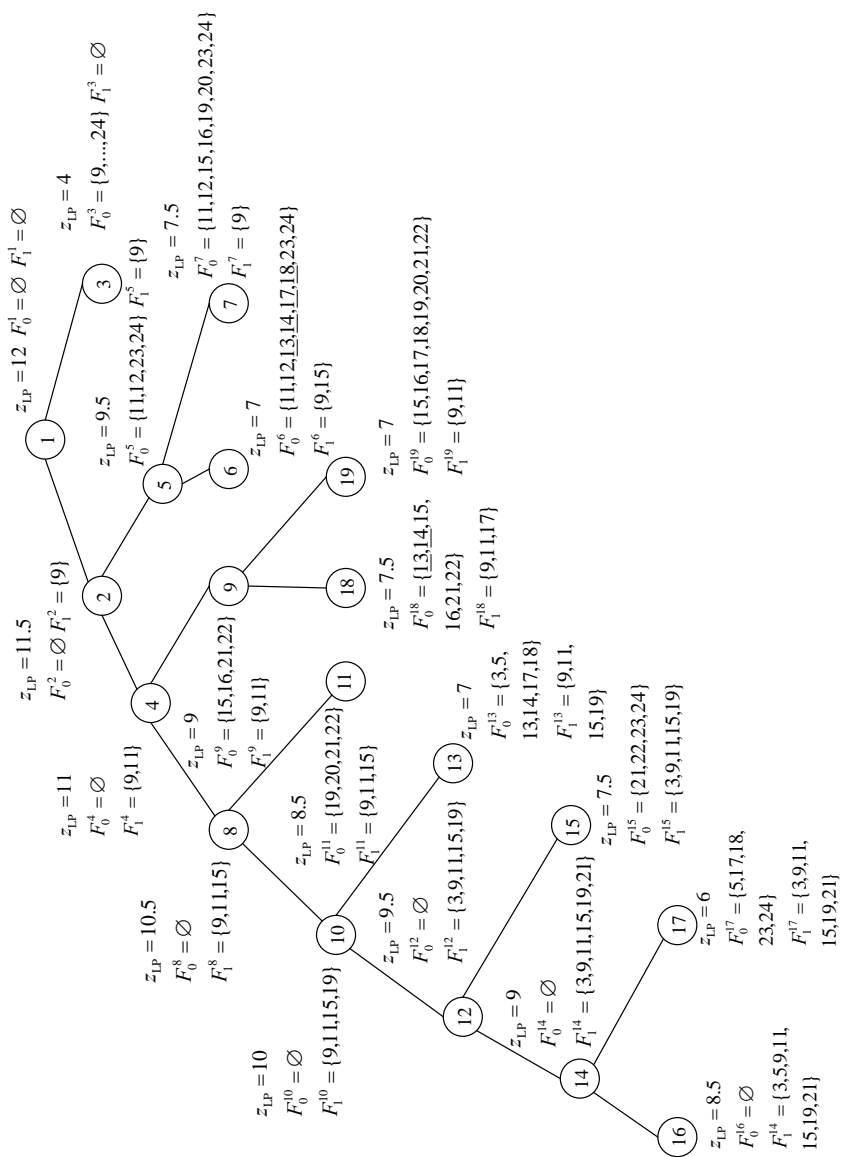 z_LP = 12 F_0^1 = ∅ F_1^1 = ∅
1
z_LP = 11.5
F_0^2 = ∅ F_1^2 = {9}
2
z_LP = 4
F_0^3 = {9,...,24} F_1^3 = ∅
3
z_LP = 11
F_0^4 = ∅
F_1^4 = {9,11}
4
z_LP = 9.5
F_0^5 = {11,12,23,24} F_1^5 = {9}
5
z_LP = 7
F_0^6 = {11,12,13,14,17,18,23,24}
F_1^6 = {9,15}
6
z_LP = 7.5
F_0^7 = {11,12,15,16,19,20,23,24}
F_1^7 = {9}
7
z_LP = 10.5
F_0^8 = ∅
F_1^8 = {9,11,15}
8
z_LP = 9
F_0^9 = {15,16,21,22}
F_1^9 = {9,11}
9
z_LP = 10
F_0^10 = ∅
F_1^10 = {9,11,15,19}
10
z_LP = 8.5
F_0^11 = {19,20,21,22}
F_1^11 = {9,11,15}
11
18
z_LP = 7.5
F_0^18 = {13,14,15,
16,21,22}
F_1^18 = {9,11,17}
19
z_LP = 7
F_0^19 = {15,16,17,18,19,20,21,22}
F_1^19 = {9,11}
z_LP = 9.5
F_0^12 = ∅
F_1^12 = {3,9,11,15,19}
12
13
z_LP = 7
F_0^13 = {3,5,
13,14,17,18}
F_1^13 = {9,11,
15,19}
z_LP = 9
F_0^14 = ∅
F_1^14 = {3,9,11,15,19,21}
14
15
z_LP = 7.5
F_0^15 = {21,22,23,24}
F_1^15 = {3,9,11,15,19}
16
z_LP = 8.5
F_0^16 = ∅
F_1^14 = {3,5,9,11,
15,19,21}
17
z_LP = 6
F_0^17 = {5,17,18,
23,24}
F_1^17 = {3,9,11,
15,19,21}